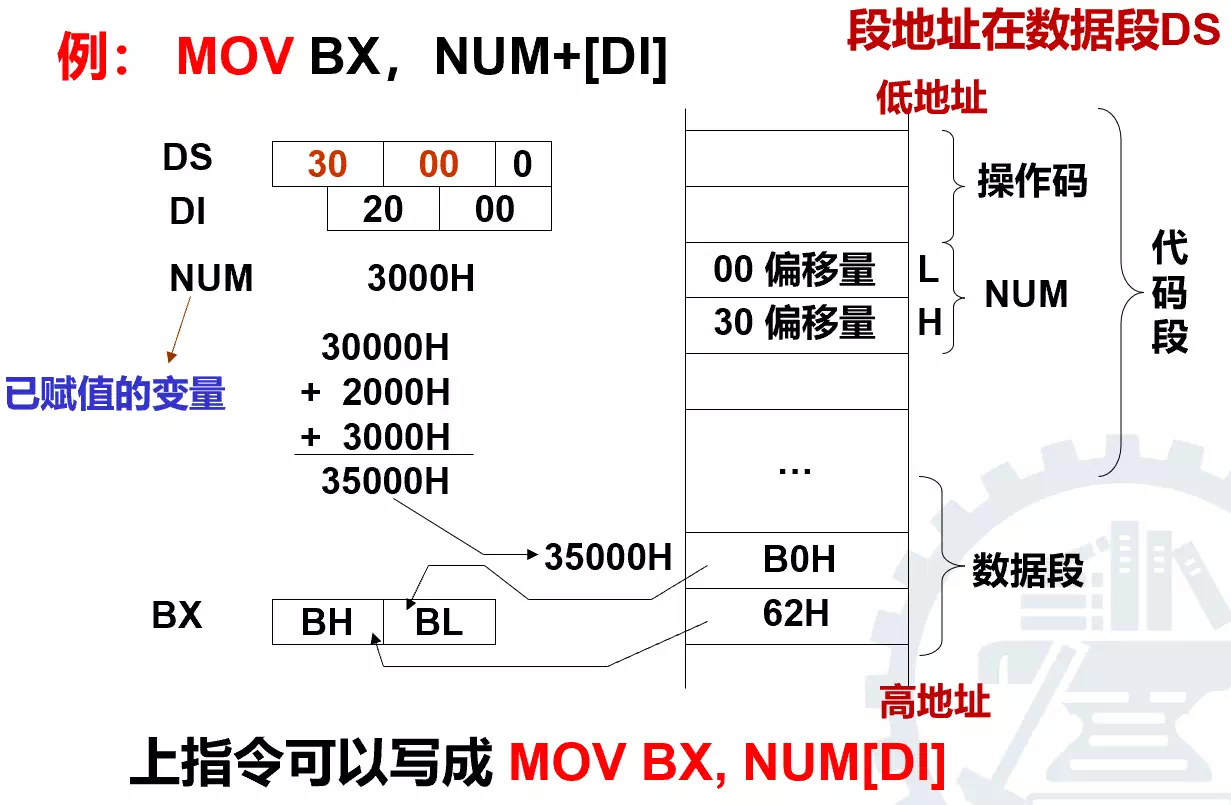 例： MOV BX，NUM+[DI]
段地址在数据段DS
低地址
DS 30 00 0
DI 20 00
NUM 3000H
已赋值的变量
30000H
+ 2000H
+ 3000H
35000H
操作码
00 偏移量 L
30 偏移量 H
NUM
代码段
...
35000H B0H
62H
数据段
BX BH BL
高地址
上指令可以写成 MOV BX, NUM[DI]